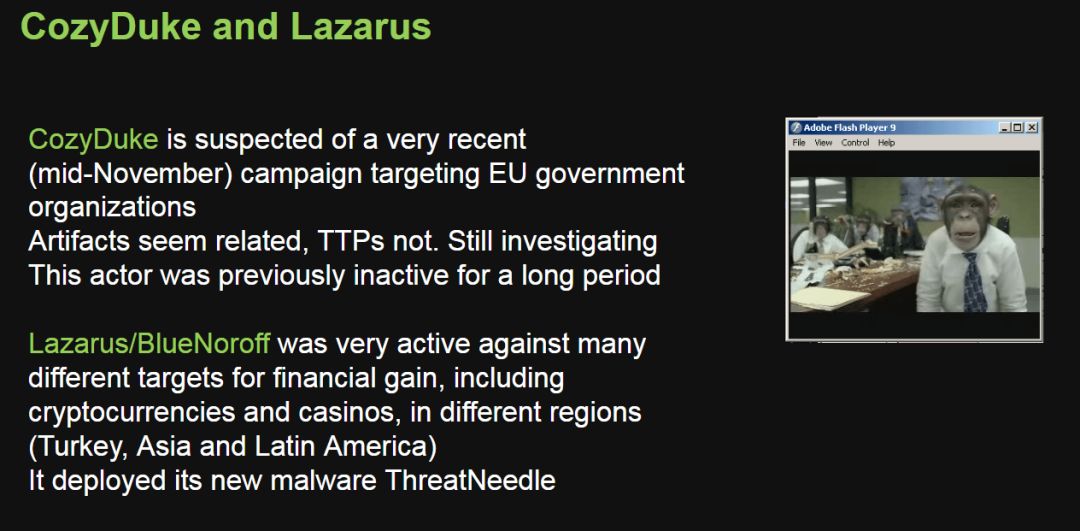 CozyDuke and Lazarus
CozyDuke is suspected of a very recent
(mid-November) campaign targeting EU government
organizations
Artifacts seem related, TTPs not. Still investigating
This actor was previously inactive for a long period
Lazarus/BlueNoroff was very active against many
different targets for financial gain, including
cryptocurrencies and casinos, in different regions
(Turkey, Asia and Latin America)
It deployed its new malware ThreatNeedle
Adobe Flash Player 9
File View Control Help